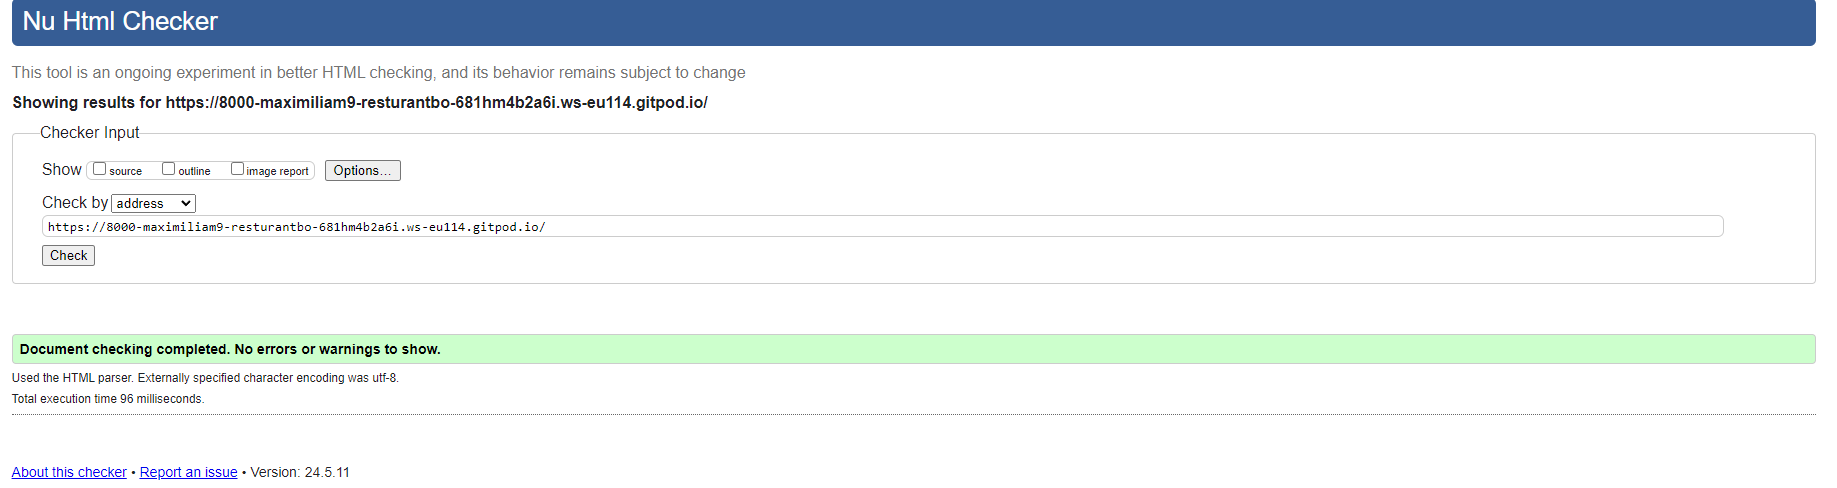 Nu Html Checker
This tool is an ongoing experiment in better HTML checking, and its behavior remains subject to change
Showing results for https://8000-maximiliam9-resturantbo-681hm4b2a6i.ws-eu114.gitpod.io/
Checker Input
Show source outline image report Options...
Check by address
https://8000-maximiliam9-resturantbo-681hm4b2a6i.ws-eu114.gitpod.io/
Check
Document checking completed. No errors or warnings to show.
Used the HTML parser. Externally specified character encoding was utf-8.
Total execution time 96 milliseconds.
About this checker • Report an issue • Version: 24.5.11